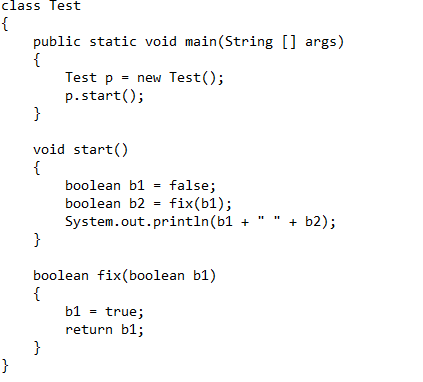 class Test
{
    public static void main(String [] args)
    {
        Test p = new Test();
        p.start();
    }

    void start()
    {
        boolean b1 = false;
        boolean b2 = fix(b1);
        System.out.println(b1 + " " + b2);
    }

    boolean fix(boolean b1)
    {
        b1 = true;
        return b1;
    }
}